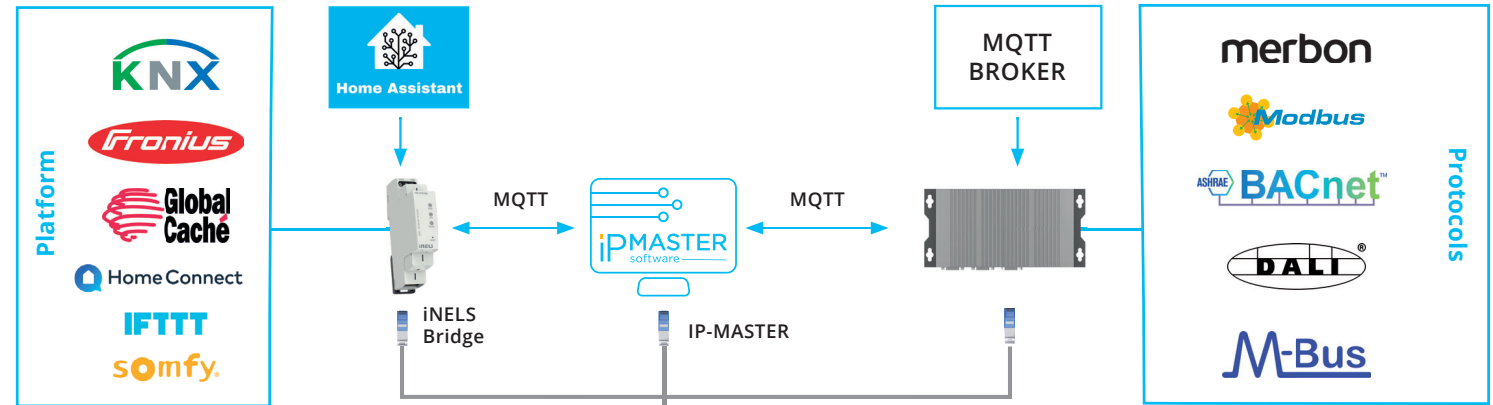 Platform
KNX
Fronius
Global
Caché
Home Connect
IFTTT
somfy.
Home Assistant
MQTT
BROKER
MQTT
iNELS
Bridge
iPMASTER
software
IP-MASTER
MQTT
merbon
Modbus
ASHRAE BACnet™
DALI®
M-Bus
Protocols